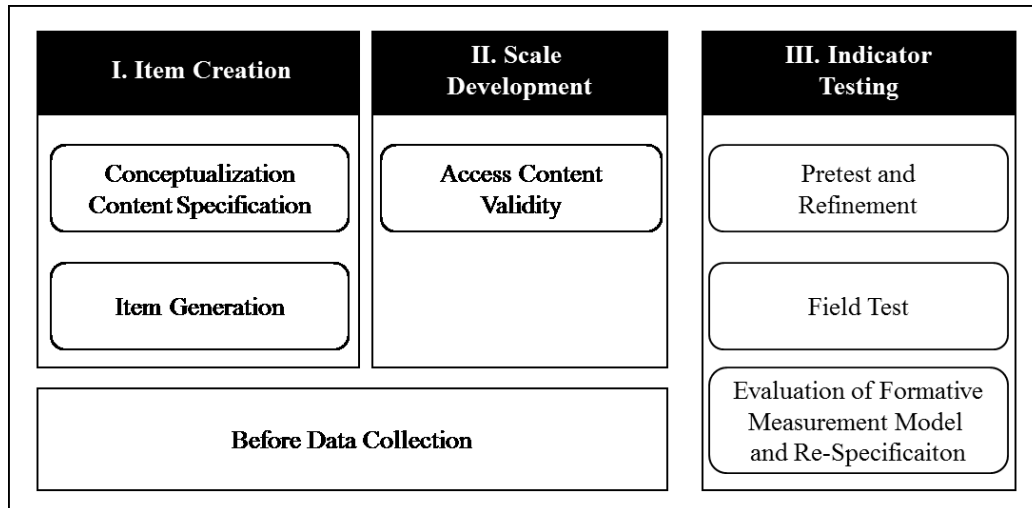 I. Item Creation
Conceptualization
Content Specification
Item Generation
II. Scale
Development
Access Content
Validity
Before Data Collection
III. Indicator
Testing
Pretest and
Refinement
Field Test
Evaluation of Formative
Measurement Model
and Re-Specificaiton